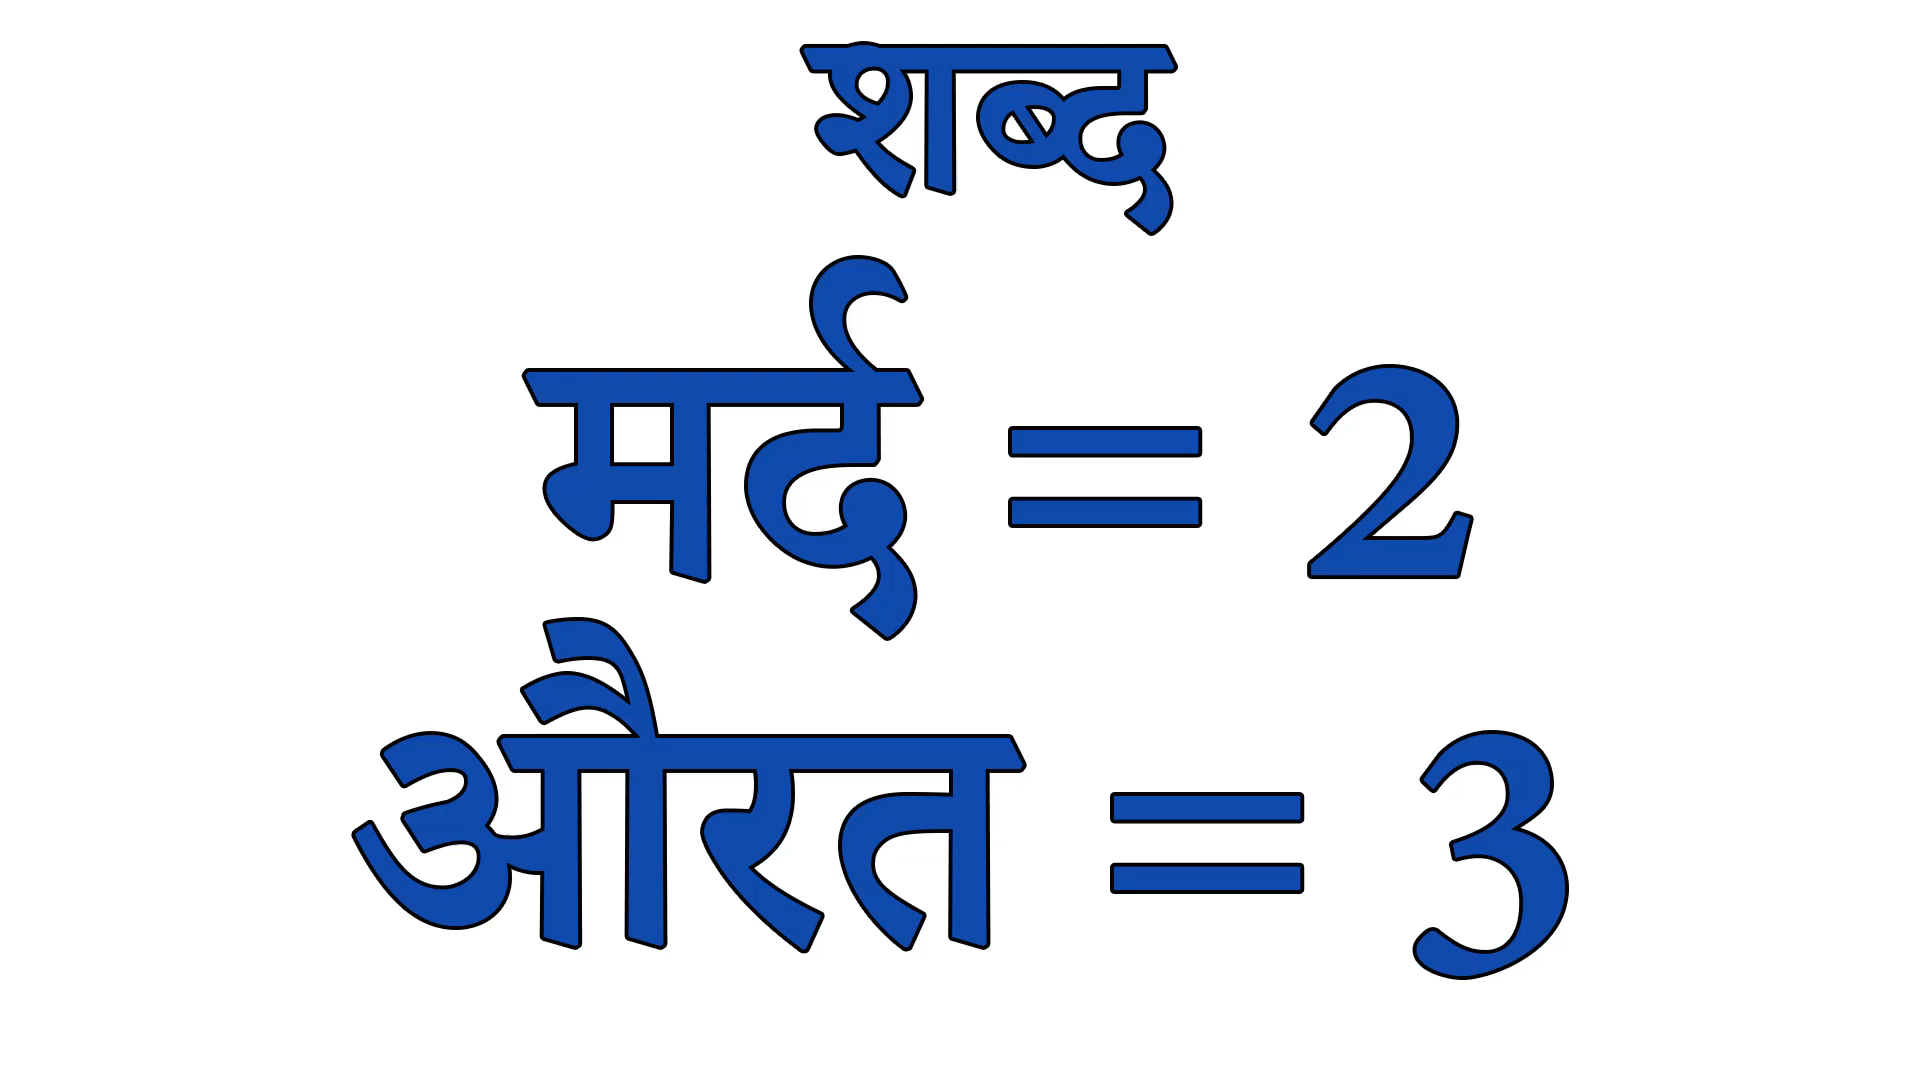 शब्द
मर्द = 2
औरत = 3